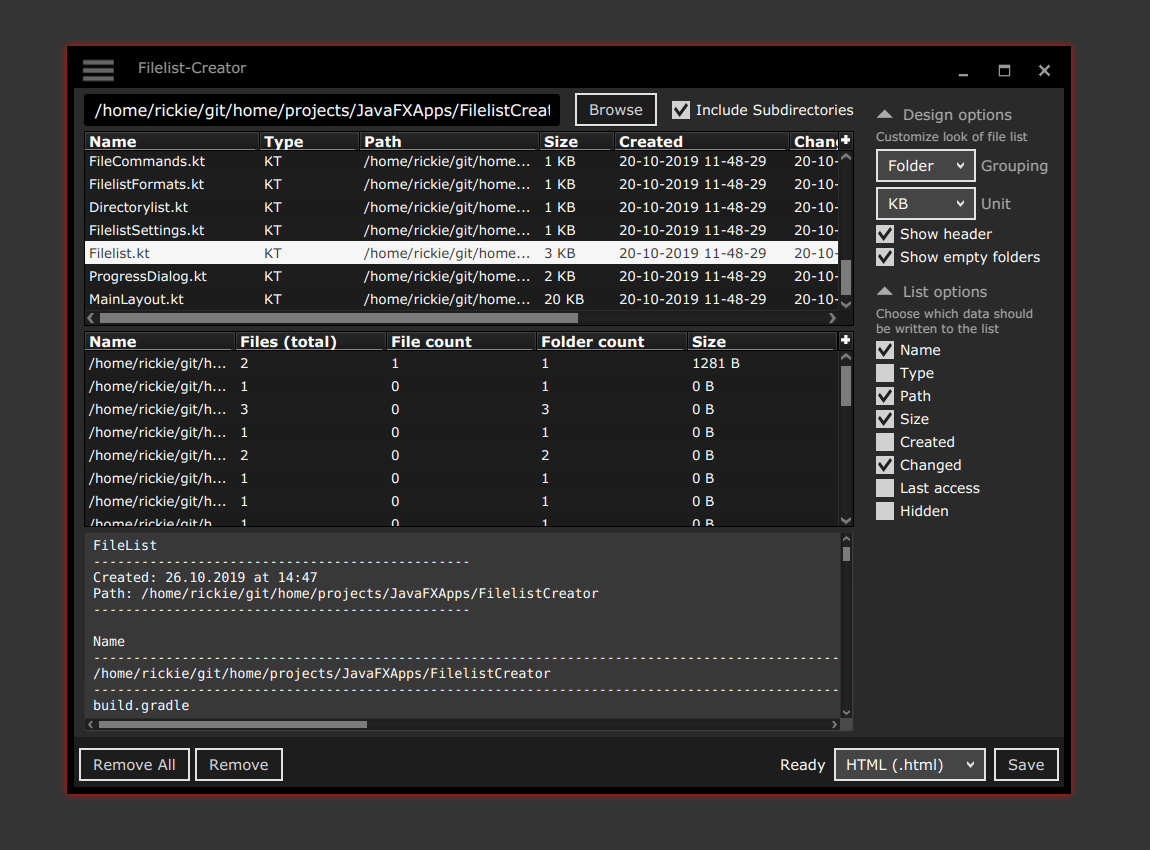 Filelist-Creator
/home/rickie/git/home/projects/JavaFXApps/FilelistCreat
Browse
Include Subdirectories
Name Type Path Size Created Chan
FileCommands.kt KT /home/rickie/git/home... 1 KB 20-10-2019 11-48-29 20-10-
FilelistFormats.kt KT /home/rickie/git/home... 1 KB 20-10-2019 11-48-29 20-10-
Directorylist.kt KT /home/rickie/git/home... 1 KB 20-10-2019 11-48-29 20-10-
FilelistSettings.kt KT /home/rickie/git/home... 1 KB 20-10-2019 11-48-29 20-10-
Filelist.kt KT /home/rickie/git/home... 3 KB 20-10-2019 11-48-29 20-10-
ProgressDialog.kt KT /home/rickie/git/home... 2 KB 20-10-2019 11-48-29 20-10-
MainLayout.kt KT /home/rickie/git/home... 20 KB 20-10-2019 11-48-29 20-10-
Name Files (total) File count Folder count Size
/home/rickie/git/h... 2 1 1 1281 B
/home/rickie/git/h... 1 0 1 0 B
/home/rickie/git/h... 3 0 3 0 B
/home/rickie/git/h... 1 0 1 0 B
/home/rickie/git/h... 2 0 2 0 B
/home/rickie/git/h... 1 0 1 0 B
/home/rickie/git/h... 1 0 1 0 B
/home/rickie/git/h... 1 0 1 0 B
FileList
-----------------------------------------------
Created: 26.10.2019 at 14:47
Path: /home/rickie/git/home/projects/JavaFXApps/FilelistCreator
-----------------------------------------------
Name
---------------------------------------------------------------------------------------------
/home/rickie/git/home/projects/JavaFXApps/FilelistCreator
---------------------------------------------------------------------------------------------
build.gradle
Design options
Customize look of file list
Folder Grouping
KB Unit
Show header
Show empty folders
List options
Choose which data should
be written to the list
Name
Type
Path
Size
Created
Changed
Last access
Hidden
Remove All
Remove
Ready
HTML (.html)
Save